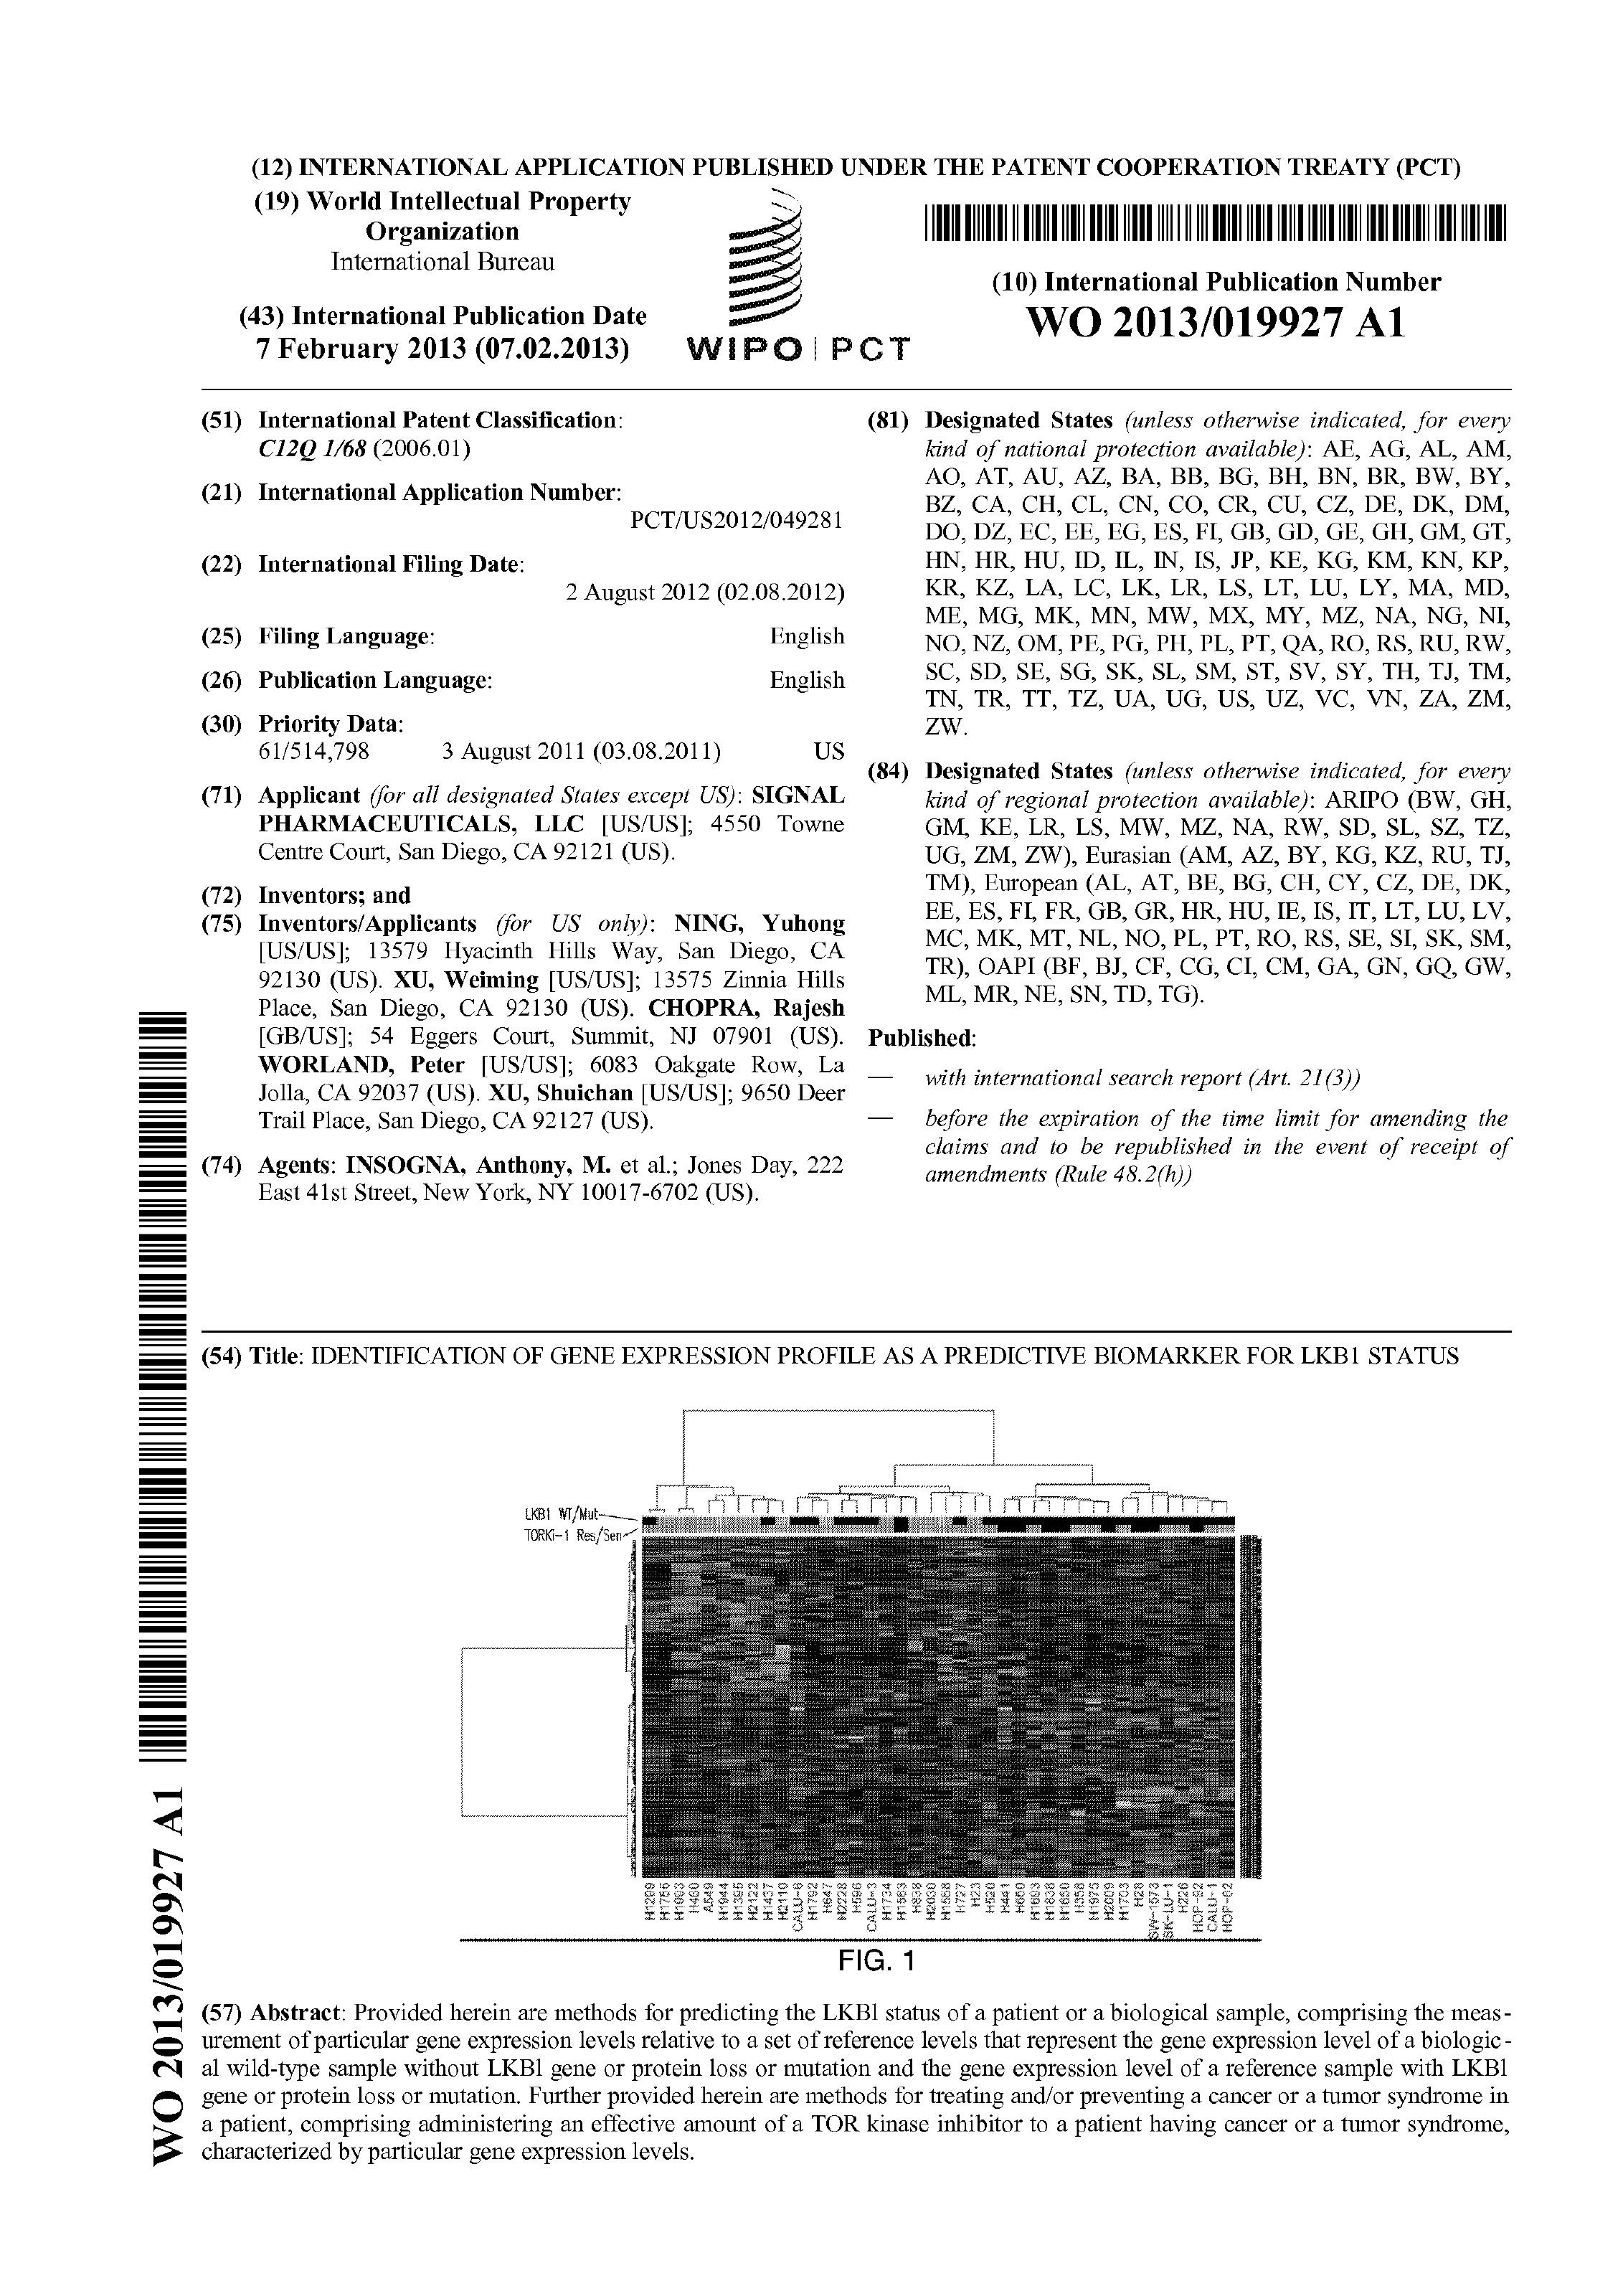 (12) INTERNATIONAL APPLICATION PUBLISHED UNDER THE PATENT COOPERATION TREATY (PCT)
(19) World Intellectual Property
Organization
International Bureau
(43) International Publication Date
7 February 2013 (07.02.2013)
WIPO | PCT
(10) International Publication Number
WO 2013/019927 A1
(51) International Patent Classification:
C12Q 1/68 (2006.01)
(21) International Application Number:
PCT/US2012/049281
(22) International Filing Date:
2 August 2012 (02.08.2012)
(25) Filing Language: English
(26) Publication Language: English
(30) Priority Data:
61/514,798 3 August 2011 (03.08.2011) US
(71) Applicant (for all designated States except US): SIGNAL
PHARMACEUTICALS, LLC [US/US]; 4550 Towne
Centre Court, San Diego, CA 92121 (US).
(72) Inventors; and
(75) Inventors/Applicants (for US only): NING, Yuhong
[US/US]; 13579 Hyacinth Hills Way, San Diego, CA
92130 (US). XU, Weiming [US/US]; 13575 Zinnia Hills
Place, San Diego, CA 92130 (US). CHOPRA, Rajesh
[GB/US]; 54 Eggers Court, Summit, NJ 07901 (US).
WORLAND, Peter [US/US]; 6083 Oakgate Row, La
Jolla, CA 92037 (US). XU, Shuichan [US/US]; 9650 Deer
Trail Place, San Diego, CA 92127 (US).
(74) Agents: INSOGNA, Anthony, M. et al.; Jones Day, 222
East 41st Street, New York, NY 10017-6702 (US).
(81) Designated States (unless otherwise indicated, for every
kind of national protection available): AE, AG, AL, AM,
AO, AT, AU, AZ, BA, BB, BG, BH, BN, BR, BW, BY,
BZ, CA, CH, CL, CN, CO, CR, CU, CZ, DE, DK, DM,
DO, DZ, EC, EE, EG, ES, FI, GB, GD, GE, GH, GM, GT,
HN, HR, HU, ID, IL, IN, IS, JP, KE, KG, KM, KN, KP,
KR, KZ, LA, LC, LK, LR, LS, LT, LU, LY, MA, MD,
ME, MG, MK, MN, MW, MX, MY, MZ, NA, NG, NI,
NO, NZ, OM, PE, PG, PH, PL, PT, QA, RO, RS, RU, RW,
SC, SD, SE, SG, SK, SL, SM, ST, SV, SY, TH, TJ, TM,
TN, TR, TT, TZ, UA, UG, US, UZ, VC, VN, ZA, ZM,
ZW.
(84) Designated States (unless otherwise indicated, for every
kind of regional protection available): ARIPO (BW, GH,
GM, KE, LR, LS, MW, MZ, NA, RW, SD, SL, SZ, TZ,
UG, ZM, ZW), Eurasian (AM, AZ, BY, KG, KZ, RU, TJ,
TM), European (AL, AT, BE, BG, CH, CY, CZ, DE, DK,
EE, ES, FI, FR, GB, GR, HR, HU, IE, IS, IT, LT, LU, LV,
MC, MK, MT, NL, NO, PL, PT, RO, RS, SE, SI, SK, SM,
TR), OAPI (BF, BJ, CF, CG, CI, CM, GA, GN, GQ, GW,
ML, MR, NE, SN, TD, TG).
Published:
— with international search report (Art. 21(3))
— before the expiration of the time limit for amending the
claims and to be republished in the event of receipt of
amendments (Rule 48.2(h))
(54) Title: IDENTIFICATION OF GENE EXPRESSION PROFILE AS A PREDICTIVE BIOMARKER FOR LKB1 STATUS
LKB1 WT/Mut
TORKi-1 Res/Sen
H1299
H1755
H1693
H460
A549
H1944
H1395
H2122
H1437
H2110
CALU-6
H1792
H647
H2228
H596
CALU-3
H1734
H1563
H838
H2030
H1568
H727
H23
H520
H441
H650
H1693
H1838
H1650
H358
H1975
H2009
H1703
H28
SW-1573
SK-LU-1
H226
HOP-92
CALU-1
HOP-62
FIG. 1
(57) Abstract: Provided herein are methods for predicting the LKB1 status of a patient or a biological sample, comprising the meas-
urement of particular gene expression levels relative to a set of reference levels that represent the gene expression level of a biologic-
al wild-type sample without LKB1 gene or protein loss or mutation and the gene expression level of a reference sample with LKB1
gene or protein loss or mutation. Further provided herein are methods for treating and/or preventing a cancer or a tumor syndrome in
a patient, comprising administering an effective amount of a TOR kinase inhibitor to a patient having cancer or a tumor syndrome,
characterized by particular gene expression levels.
WO 2013/019927 A1